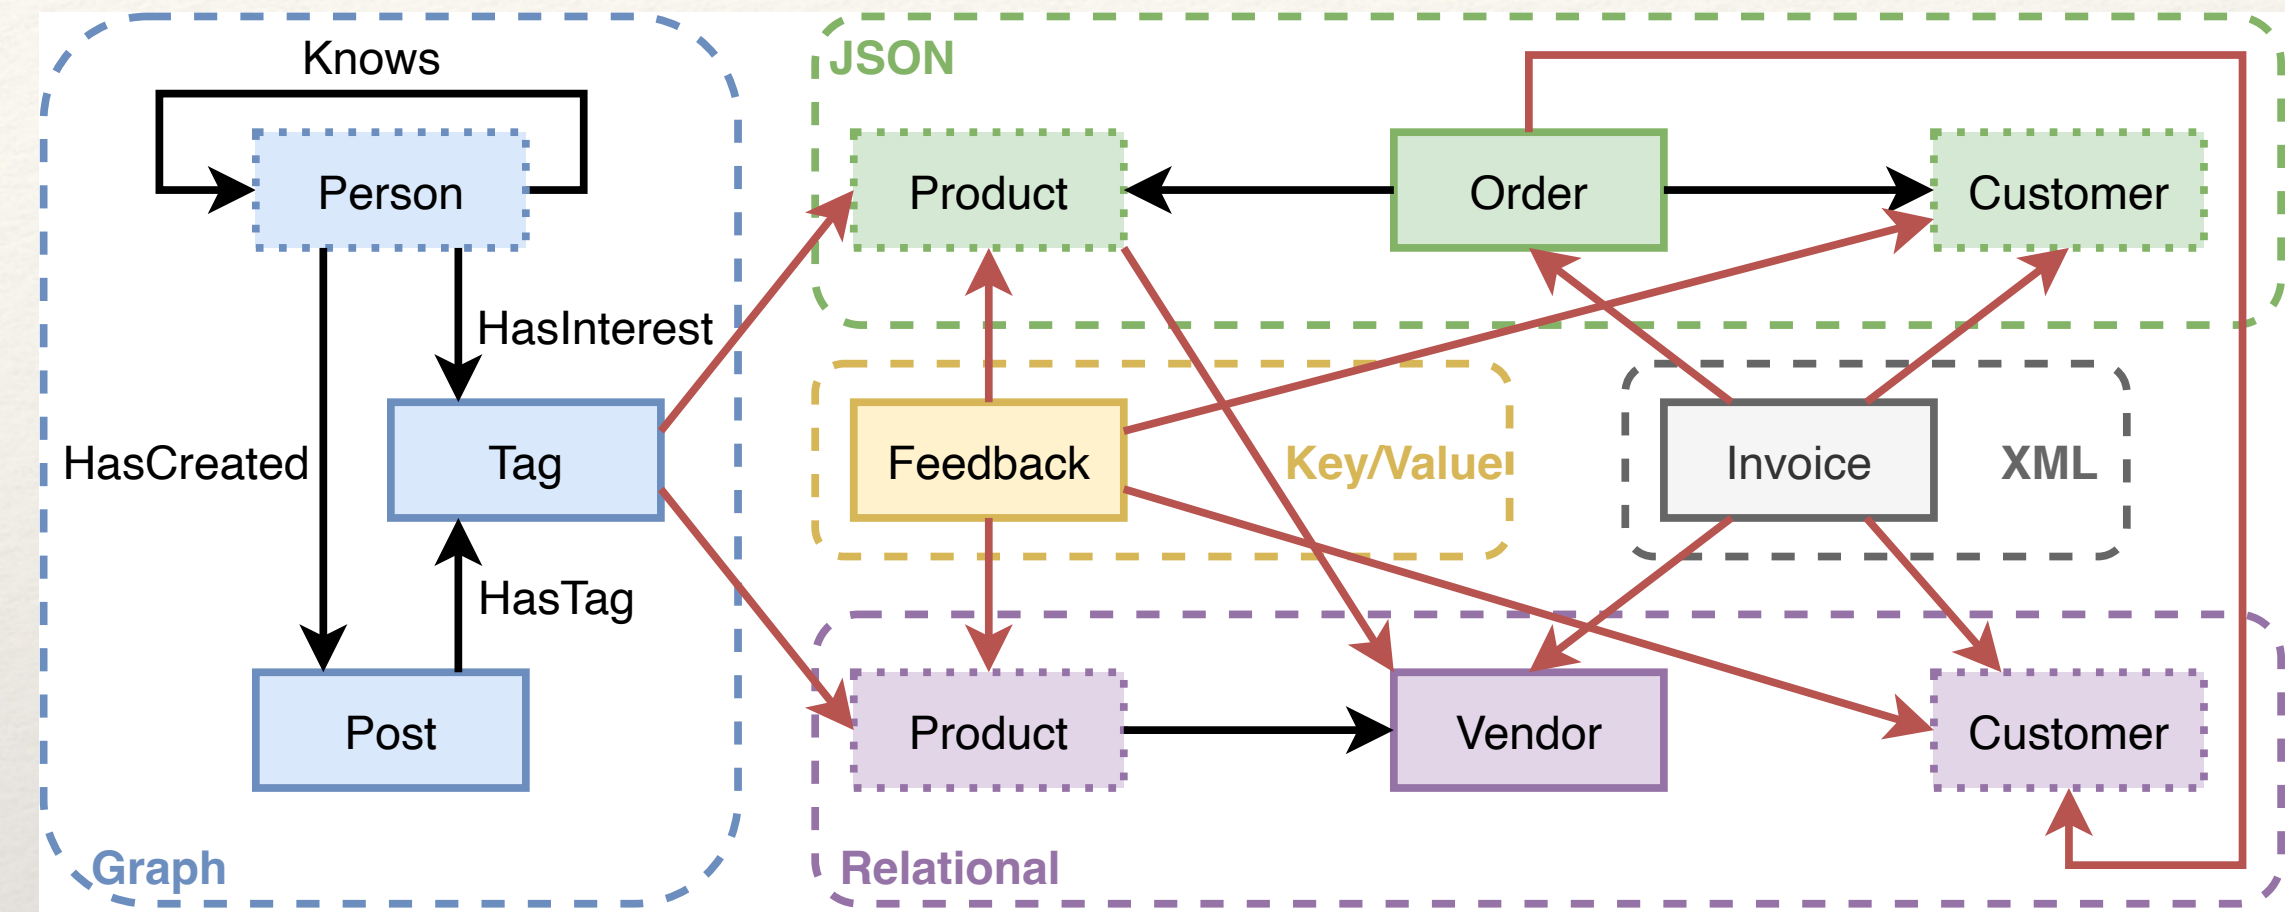 Knows
Person
HasInterest
Tag
HasCreated
HasTag
Post
Graph
JSON
Product
Order
Customer
Feedback
Key/Value
Invoice
XML
Product
Vendor
Customer
Relational